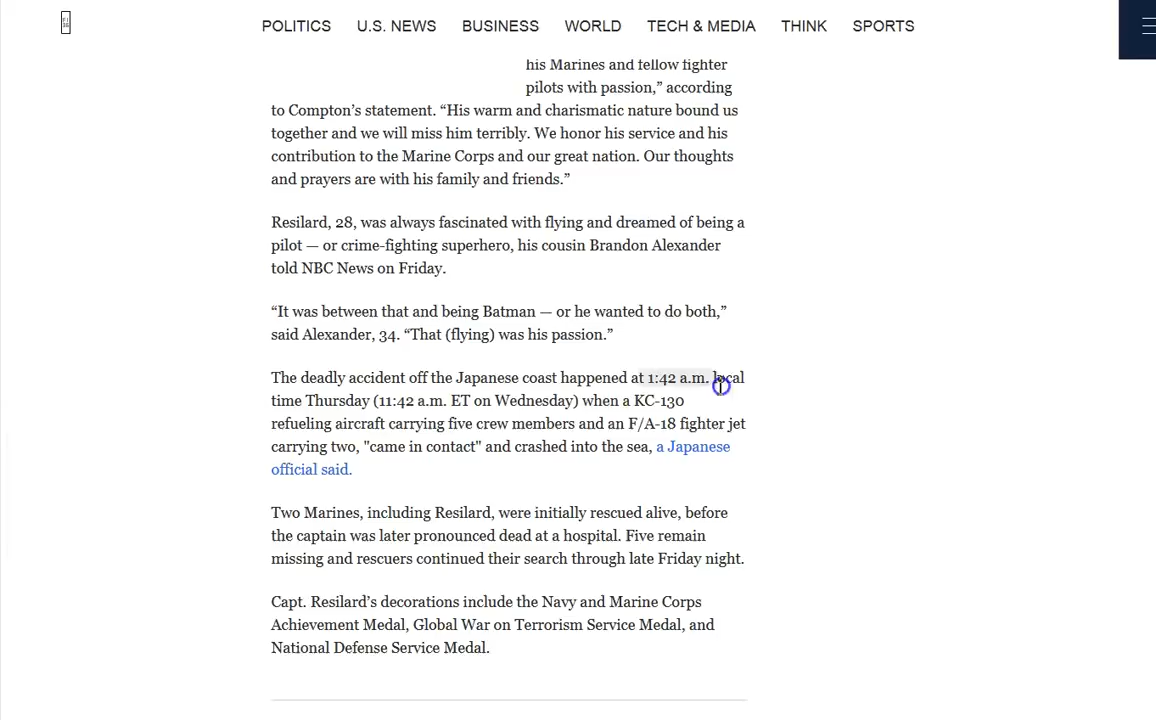 POLITICS U.S. NEWS BUSINESS WORLD TECH & MEDIA THINK SPORTS
his Marines and fellow fighter
pilots with passion,” according
to Compton’s statement. “His warm and charismatic nature bound us
together and we will miss him terribly. We honor his service and his
contribution to the Marine Corps and our great nation. Our thoughts
and prayers are with his family and friends.”
Resilard, 28, was always fascinated with flying and dreamed of being a
pilot — or crime-fighting superhero, his cousin Brandon Alexander
told NBC News on Friday.
“It was between that and being Batman — or he wanted to do both,”
said Alexander, 34. “That (flying) was his passion.”
The deadly accident off the Japanese coast happened at 1:42 a.m. local
time Thursday (11:42 a.m. ET on Wednesday) when a KC-130
refueling aircraft carrying five crew members and an F/A-18 fighter jet
carrying two, "came in contact" and crashed into the sea, a Japanese
official said.
Two Marines, including Resilard, were initially rescued alive, before
the captain was later pronounced dead at a hospital. Five remain
missing and rescuers continued their search through late Friday night.
Capt. Resilard’s decorations include the Navy and Marine Corps
Achievement Medal, Global War on Terrorism Service Medal, and
National Defense Service Medal.